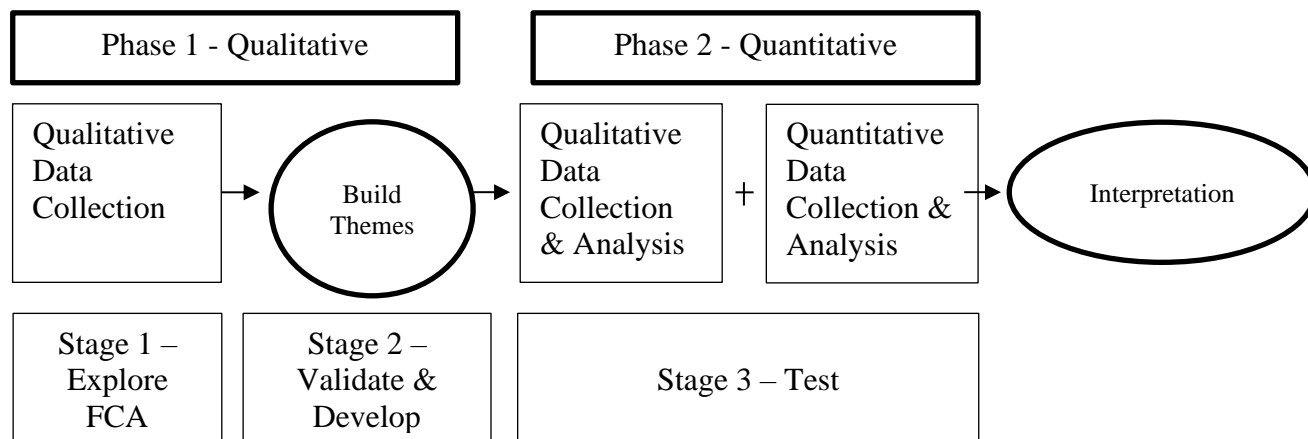 Phase 1 - Qualitative
Phase 2 - Quantitative
Qualitative
Data
Collection
Build
Themes
Qualitative
Data
Collection
& Analysis
+
Quantitative
Data
Collection &
Analysis
Interpretation
Stage 1 –
Explore
FCA
Stage 2 –
Validate &
Develop
Stage 3 – Test